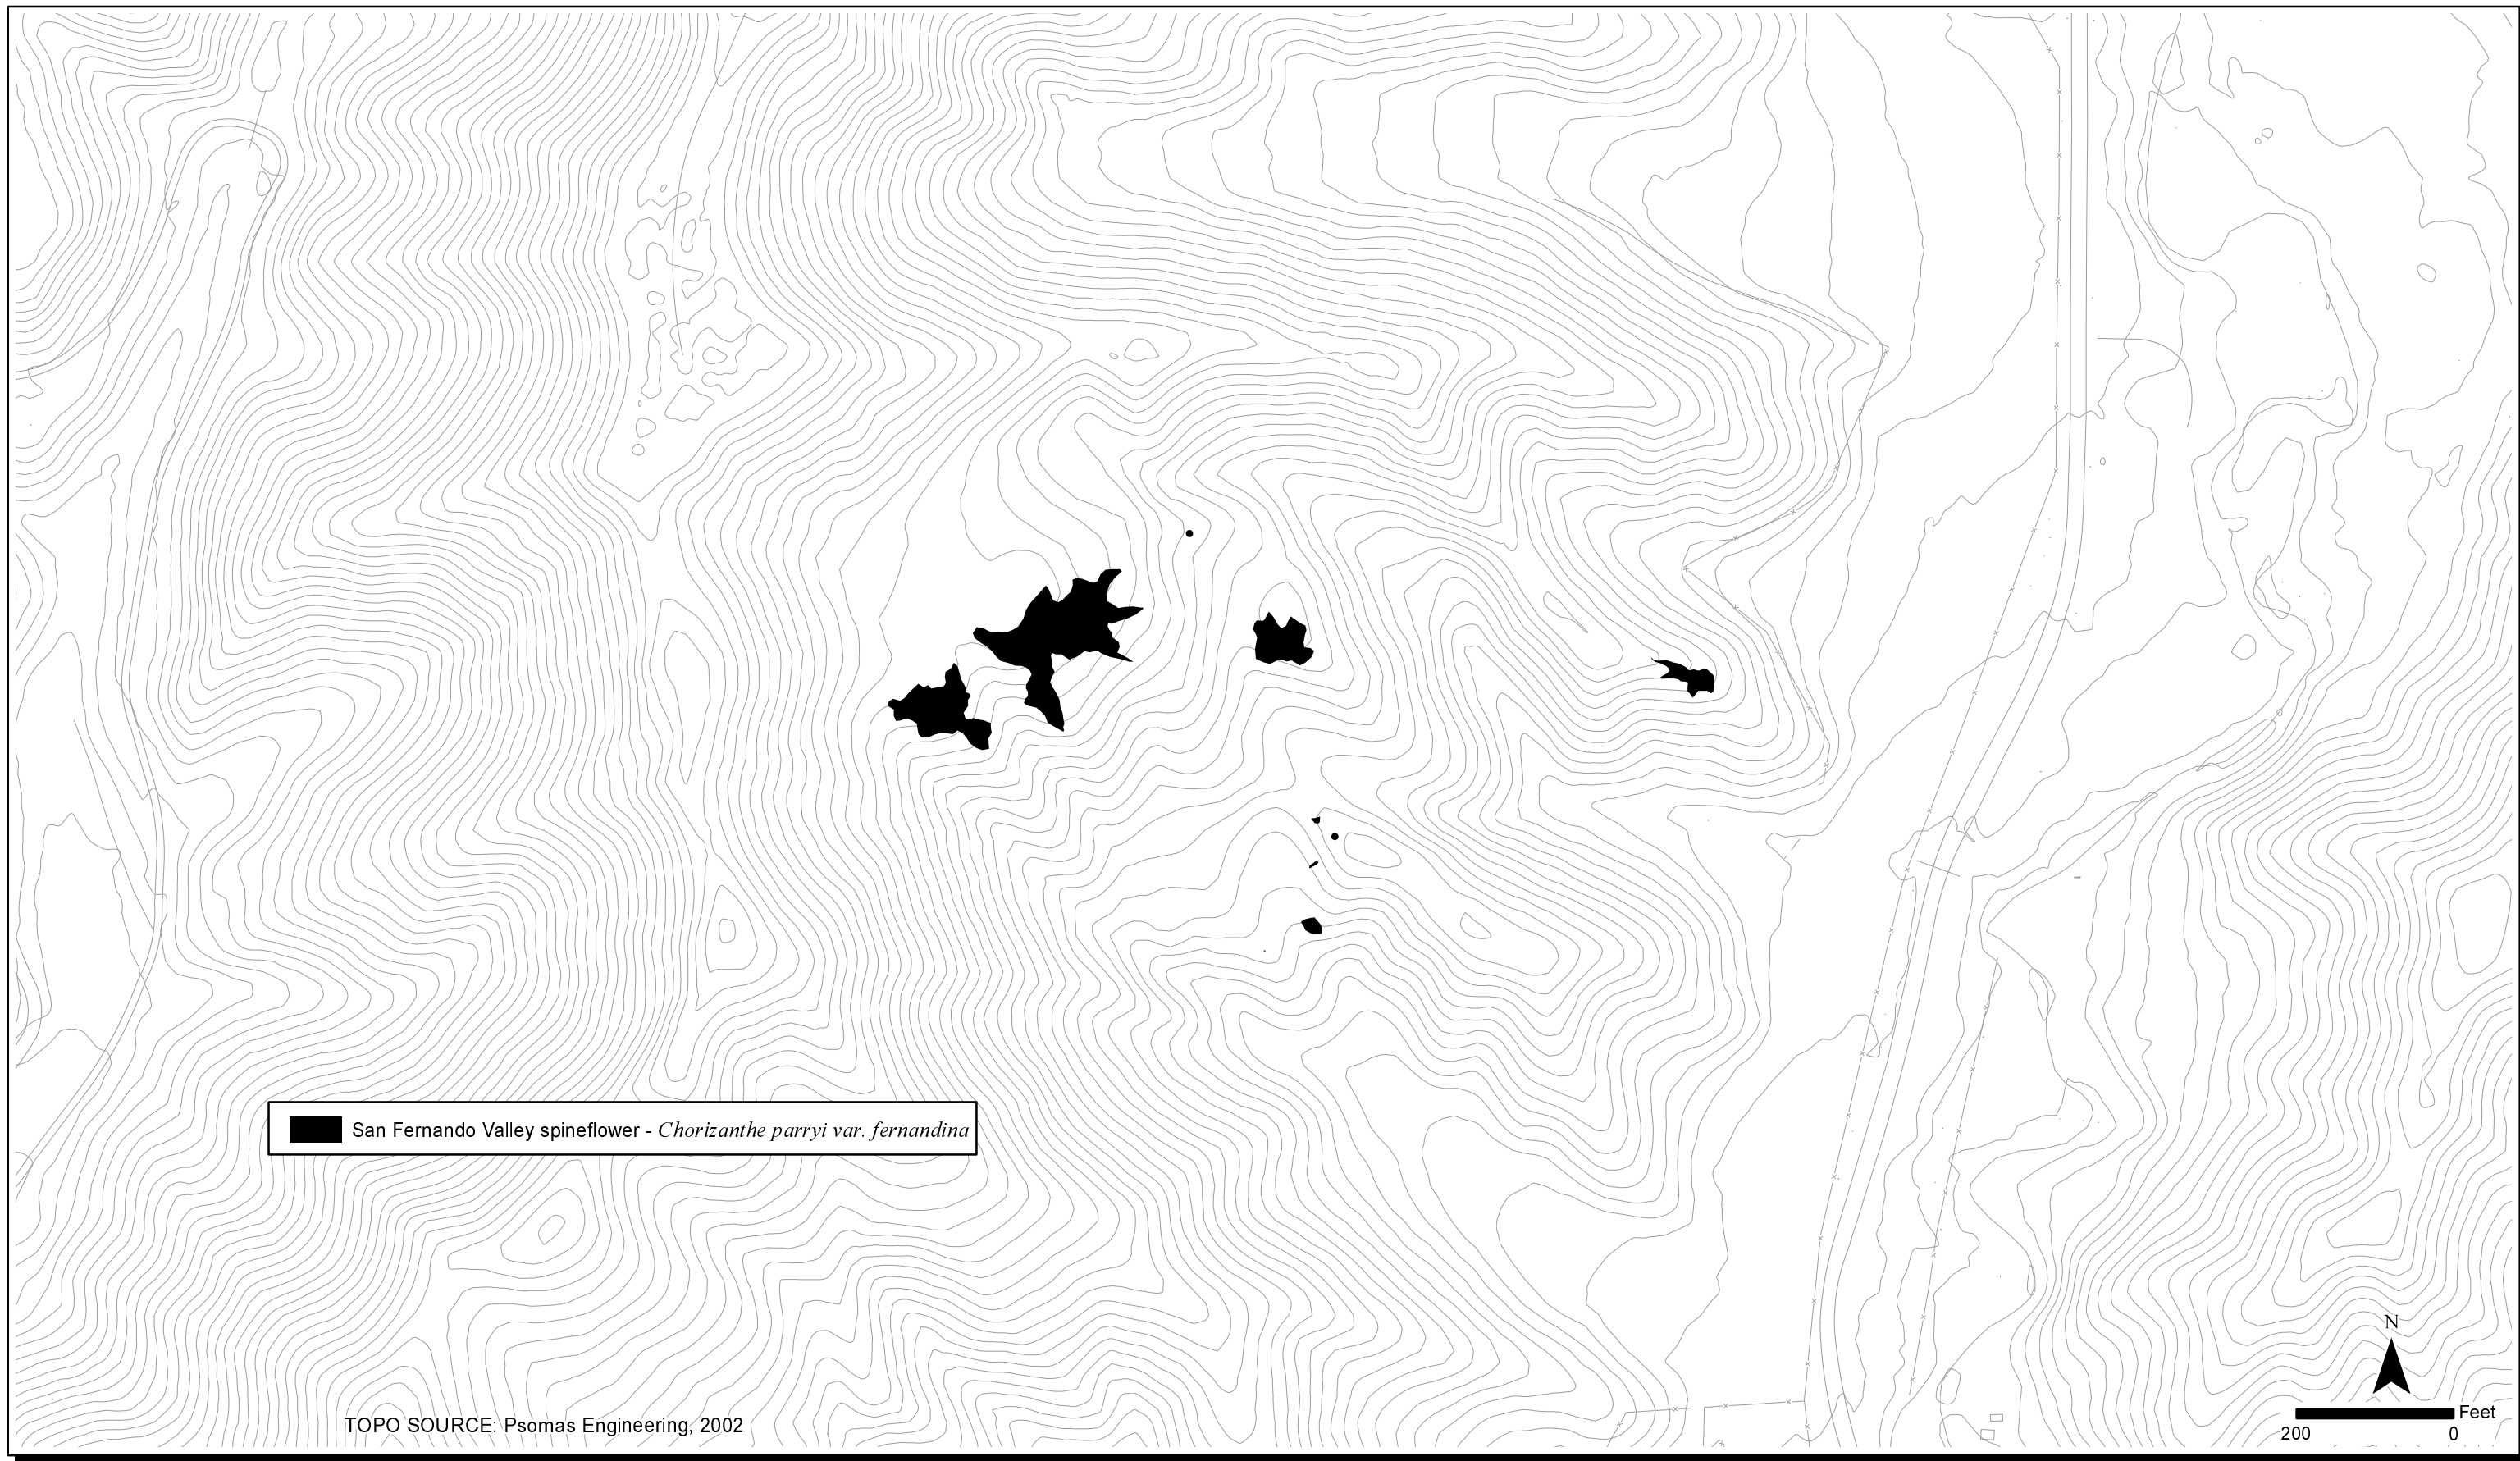 San Fernando Valley spineflower - Chorizanthe parryi var. fernandina
N
Feet
200 0
TOPO SOURCE: Psomas Engineering, 2002